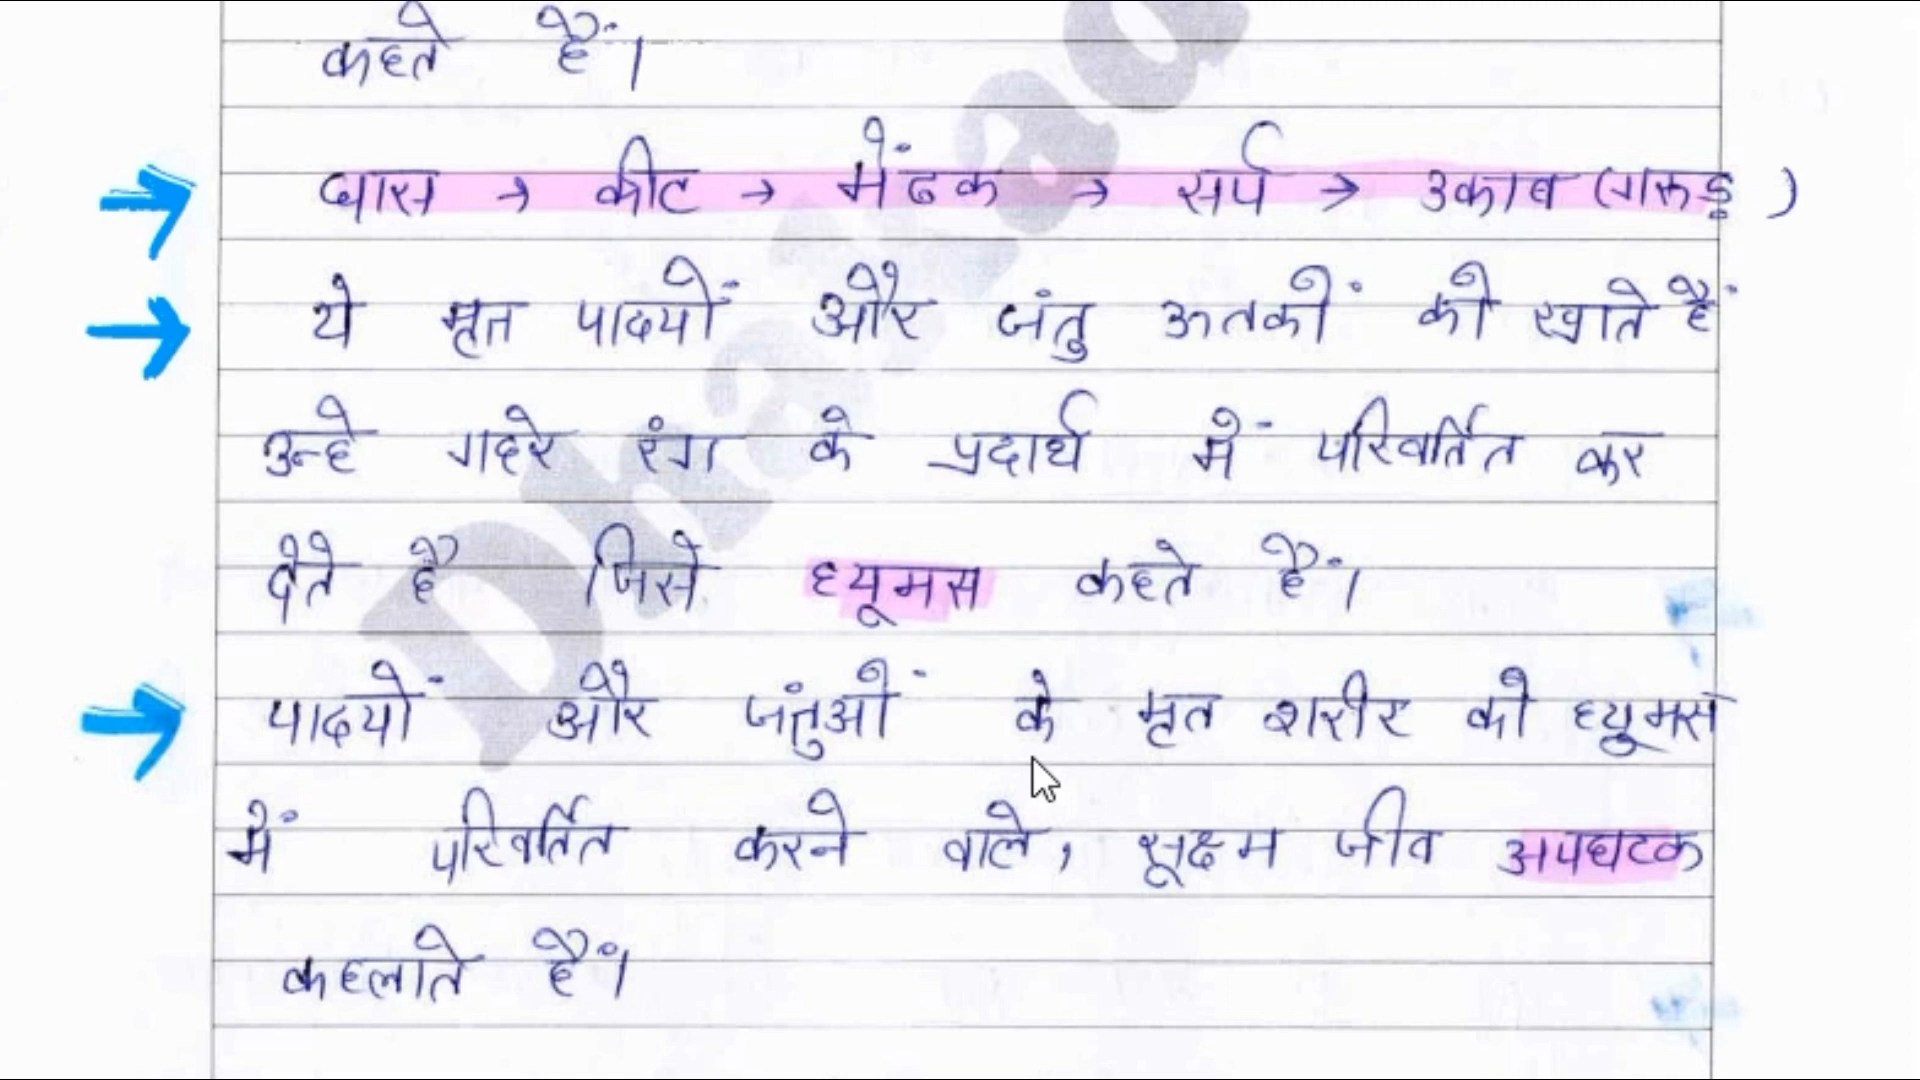 कहते हैं।
घास → कीट → मेंढक → सर्प → उकाब (गरूड़)
ये मृत पादपों और जंतु ऊतकों को खाते हैं
उन्हे गहरे रंग के प्रदार्थ में परिवर्तित कर
देते है जिसे ह्यूमस कहते हैं।
पादपों और जंतुओं के मृत शरीर को ह्यूमस
में परिवर्तित करने वाले, सूक्ष्म जीव अपघटक
कहलाते हैं।